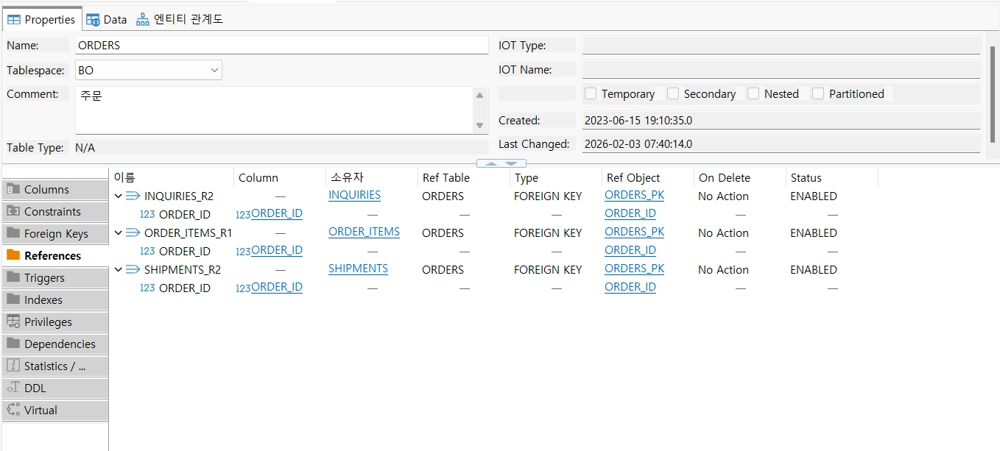 Properties Data 엔티티 관계도
Name: ORDERS IOT Type:
Tablespace: BO IOT Name:
Comment: 주문 Temporary Secondary Nested Partitioned
Created: 2023-06-15 19:10:35.0
Table Type: N/A Last Changed: 2026-02-03 07:40:14.0
이름 Column 소유자 Ref Table Type Ref Object On Delete Status
Columns INQUIRIES_R2 — INQUIRIES ORDERS FOREIGN KEY ORDERS_PK No Action ENABLED
Constraints 123 ORDER_ID 123 ORDER_ID — — — ORDER_ID — —
Foreign Keys ORDER_ITEMS_R1 — ORDER_ITEMS ORDERS FOREIGN KEY ORDERS_PK No Action ENABLED
References 123 ORDER_ID 123 ORDER_ID — — — ORDER_ID — —
Triggers SHIPMENTS_R2 — SHIPMENTS ORDERS FOREIGN KEY ORDERS_PK No Action ENABLED
Indexes 123 ORDER_ID 123 ORDER_ID — — — ORDER_ID — —
Privileges
Dependencies
Statistics / ...
DDL
Virtual